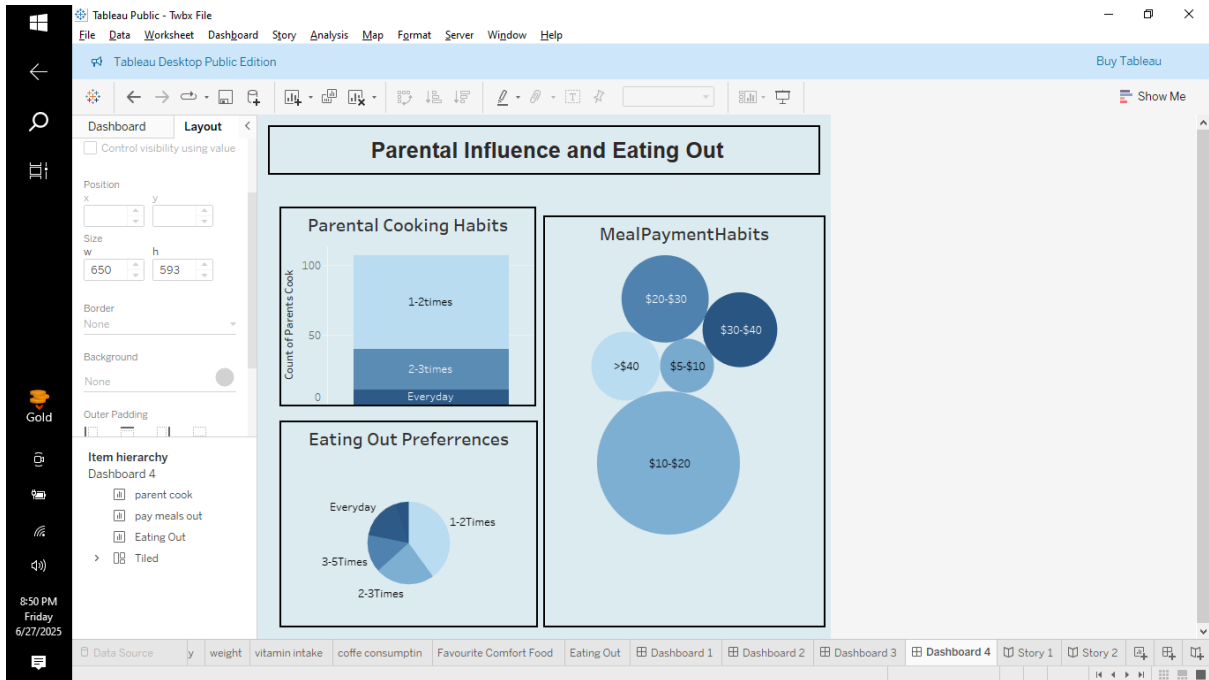 Tableau Public - Twbx File
File Data Worksheet Dashboard Story Analysis Map Format Server Window Help
Tableau Desktop Public Edition
Buy Tableau
Show Me
Dashboard Layout
Control visibility using value
Position
x y
Size
w h
650 593
Border
None
Background
None
Outer Padding
Item hierarchy
Dashboard 4
parent cook
pay meals out
Eating Out
Tiled
Parental Influence and Eating Out
Parental Cooking Habits
Count of Parents Cook
100
50
0
1-2times
2-3times
Everyday
Eating Out Preferrences
Everyday
1-2Times
3-5Times
2-3Times
MealPaymentHabits
$20-$30
$30-$40
>$40
$5-$10
$10-$20
Gold
8:50 PM
Friday
6/27/2025
Data Source y weight vitamin intake coffe consumptin Favourite Comfort Food Eating Out Dashboard 1 Dashboard 2 Dashboard 3 Dashboard 4 Story 1 Story 2